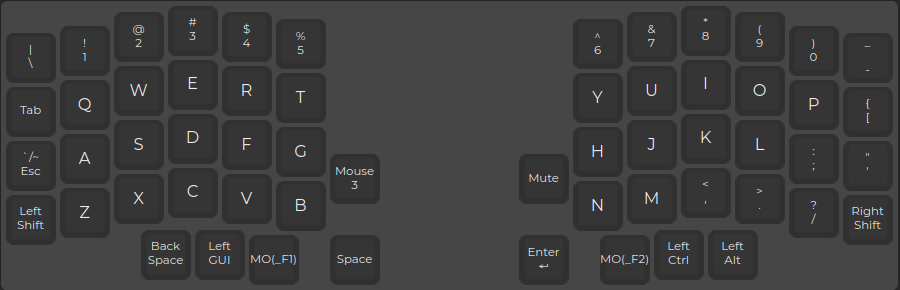 | ! @ # $ % ^ & * ( ) _
\ 1 2 3 4 5 6 7 8 9 0 -
Tab Q W E R T Y U I O P { [
`/~ Esc A S D F G H J K L : ; " '
Mouse 3 Mute
Left Shift Z X C V B N M < , > . ? / Right Shift
Back Space Left GUI MO(_F1) Space Enter ↵ MO(_F2) Left Ctrl Left Alt